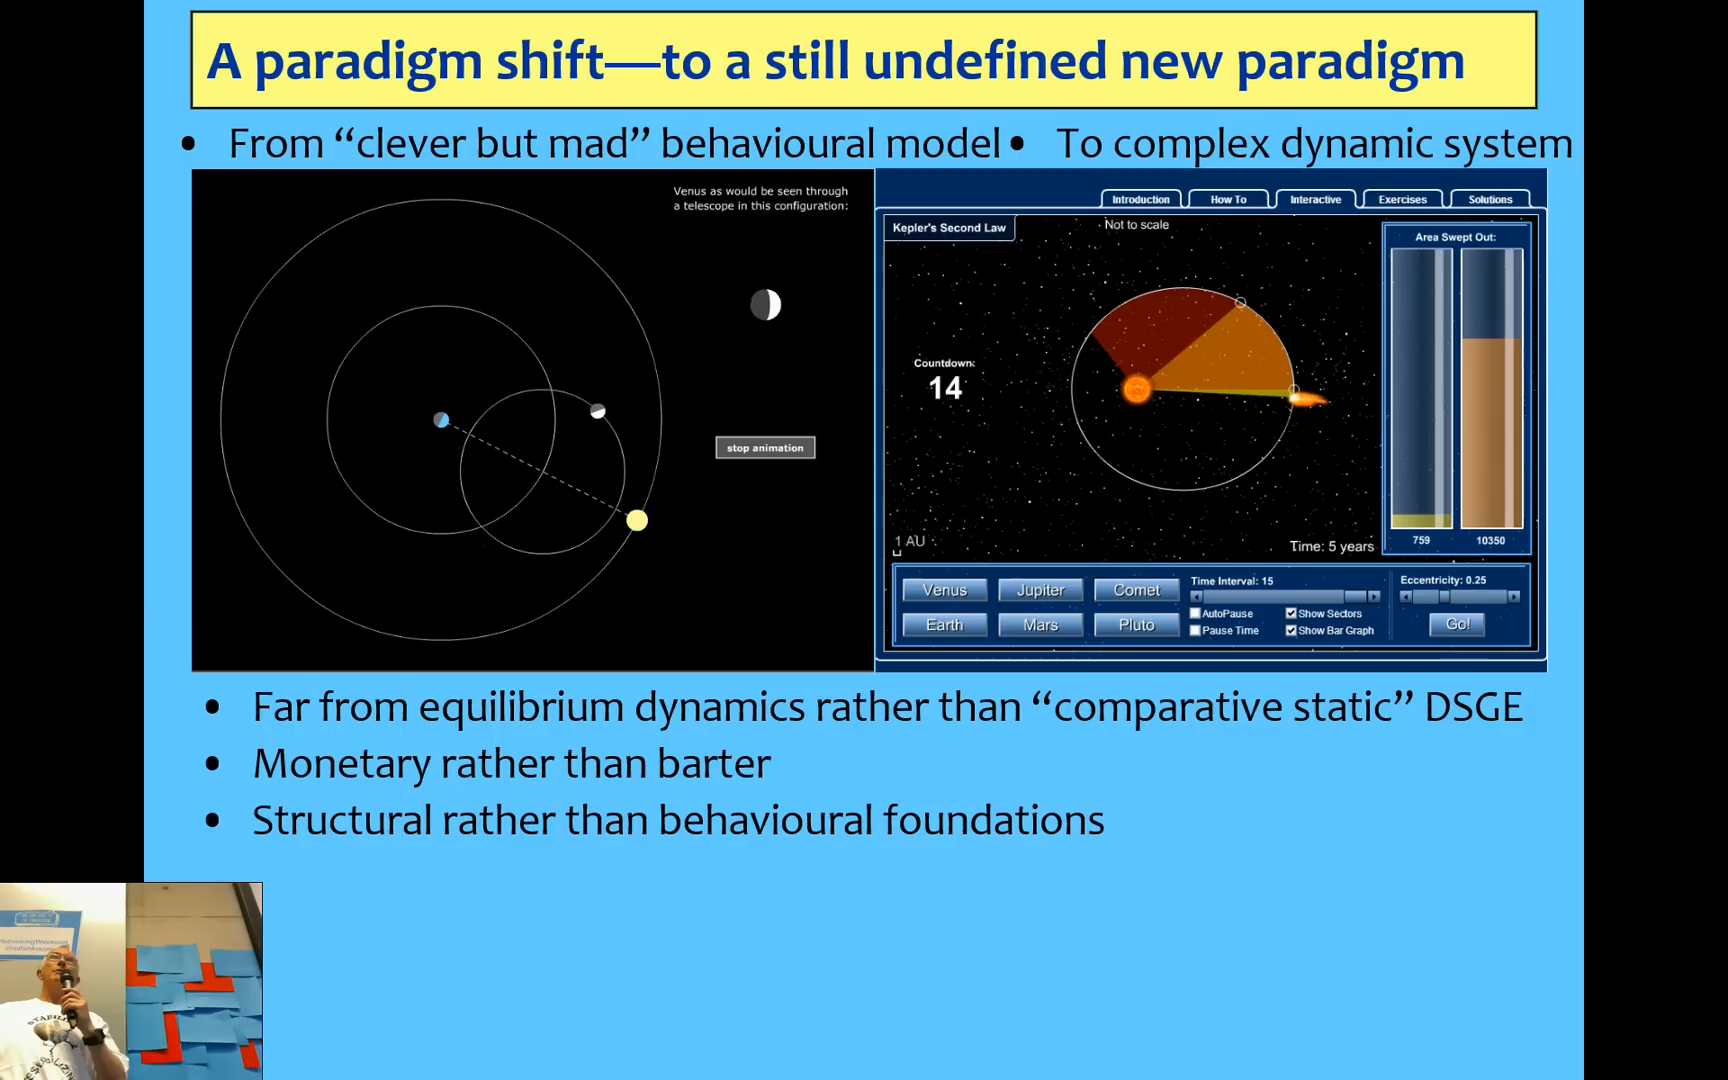 A paradigm shift—to a still undefined new paradigm
• From “clever but mad” behavioural model
• To complex dynamic system
Venus as would be seen through
a telescope in this configuration:
stop animation
Introduction
How To
Interactive
Exercises
Solutions
Kepler's Second Law
Not to scale
Area Swept Out:
Countdown:
14
1 AU
Time: 5 years
759
10350
Venus
Jupiter
Comet
Earth
Mars
Pluto
Time Interval: 15
AutoPause
Show Sectors
Pause Time
Show Bar Graph
Eccentricity: 0.25
Go!
• Far from equilibrium dynamics rather than “comparative static” DSGE
• Monetary rather than barter
• Structural rather than behavioural foundations